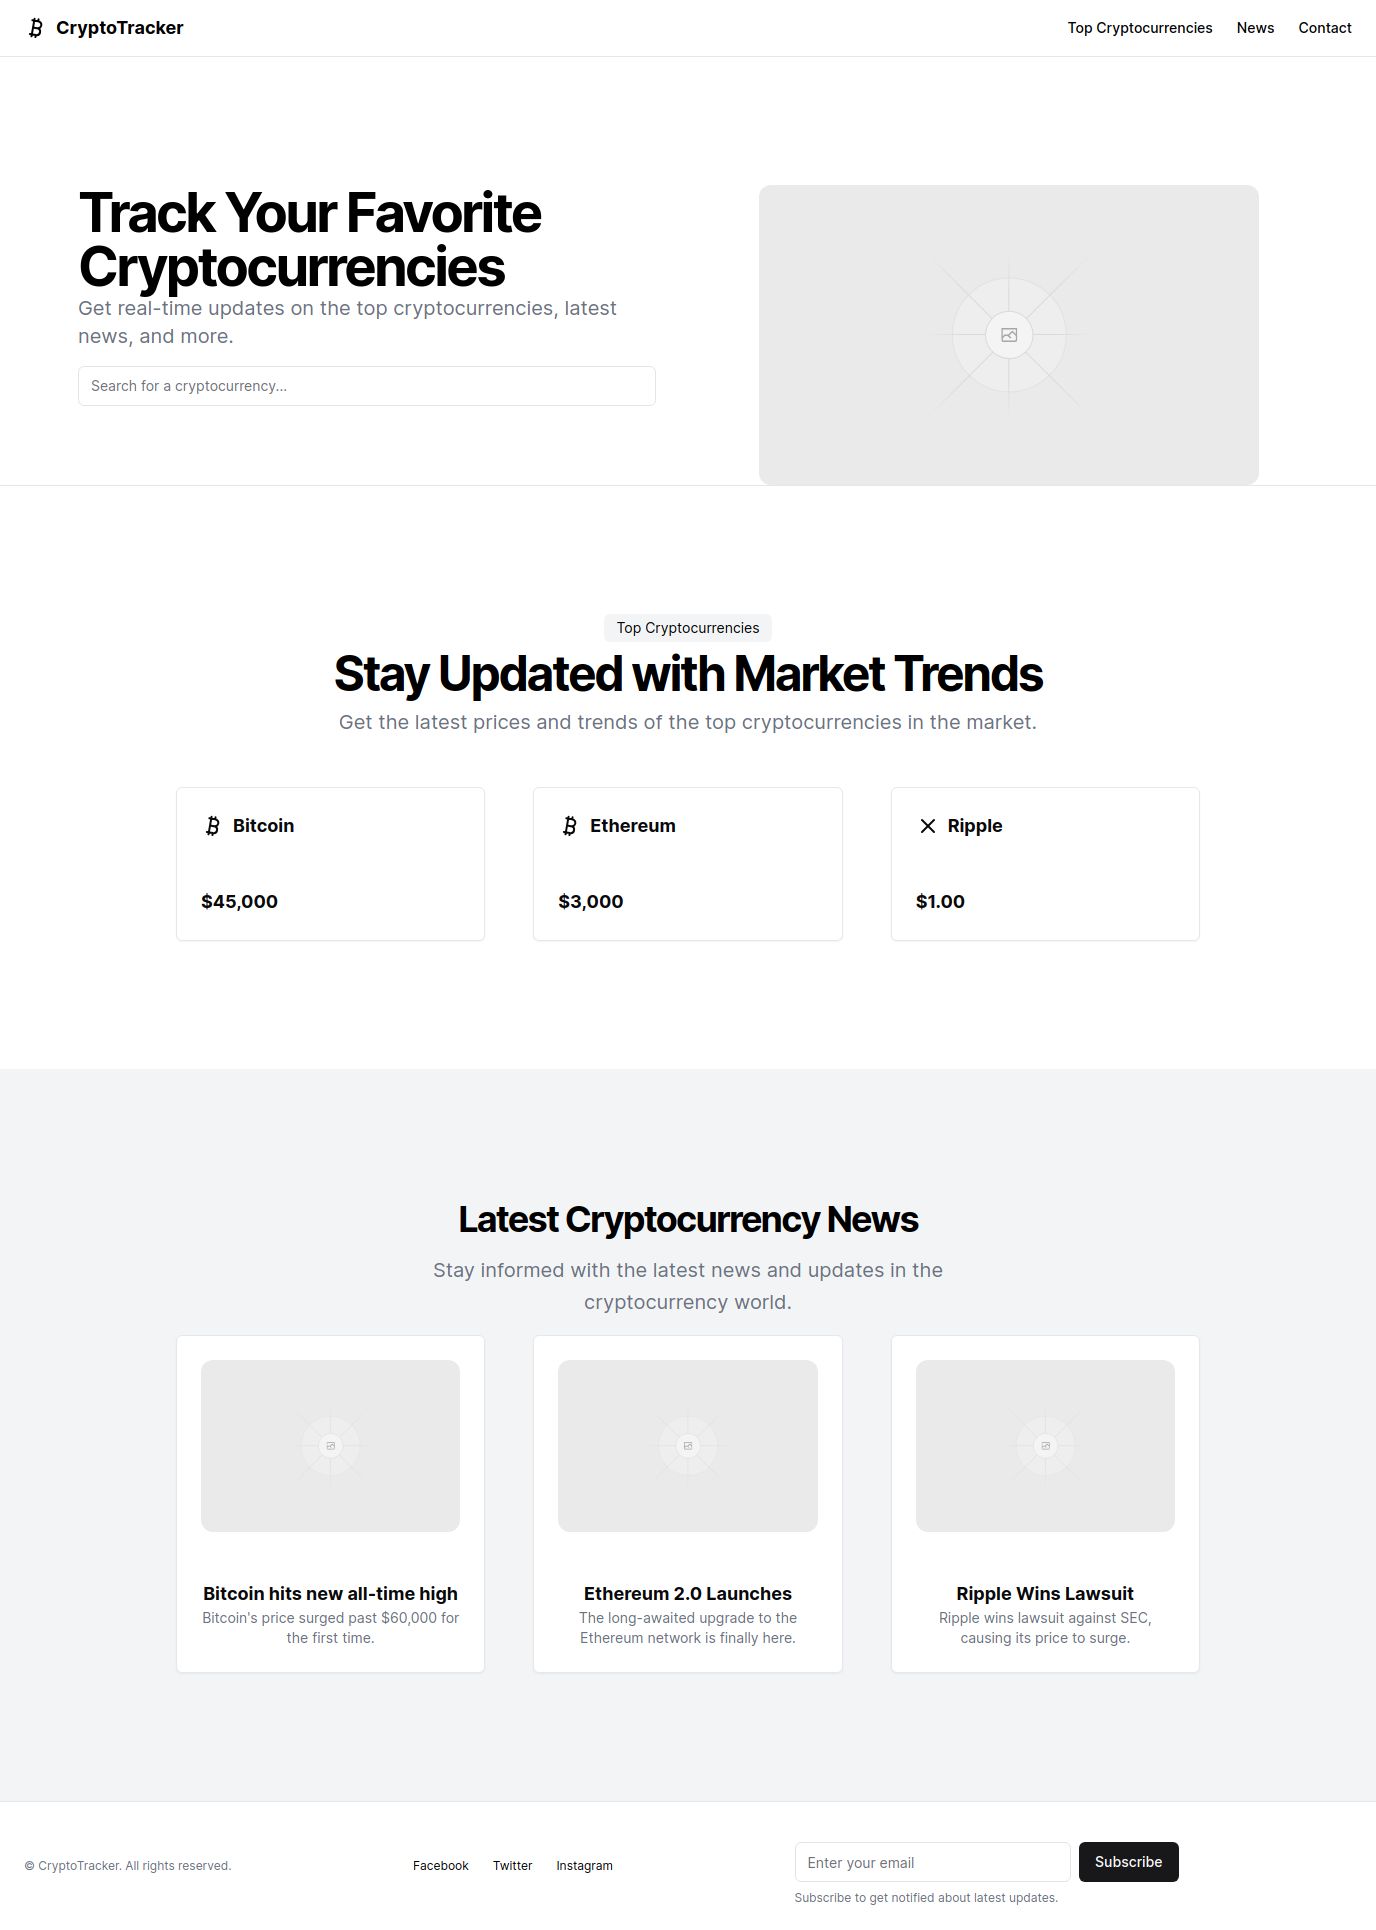 CryptoTracker
Top Cryptocurrencies
News
Contact
Track Your Favorite
Cryptocurrencies
Get real-time updates on the top cryptocurrencies, latest
news, and more.
Search for a cryptocurrency...
Top Cryptocurrencies
Stay Updated with Market Trends
Get the latest prices and trends of the top cryptocurrencies in the market.
Bitcoin
$45,000
Ethereum
$3,000
Ripple
$1.00
Latest Cryptocurrency News
Stay informed with the latest news and updates in the
cryptocurrency world.
Bitcoin hits new all-time high
Bitcoin's price surged past $60,000 for
the first time.
Ethereum 2.0 Launches
The long-awaited upgrade to the
Ethereum network is finally here.
Ripple Wins Lawsuit
Ripple wins lawsuit against SEC,
causing its price to surge.
© CryptoTracker. All rights reserved.
Facebook
Twitter
Instagram
Enter your email
Subscribe
Subscribe to get notified about latest updates.